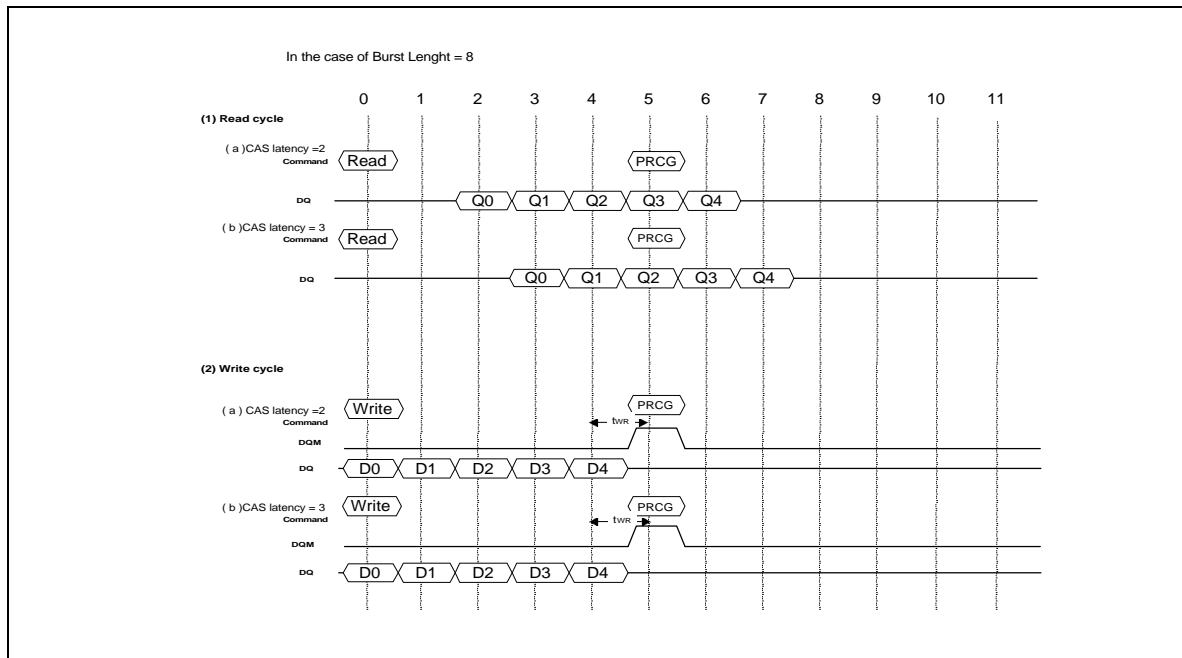 In the case of Burst Lenght = 8
0 1 2 3 4 5 6 7 8 9 10 11
(1) Read cycle
( a )CAS latency =2
Command Read PRCG
DQ Q0 Q1 Q2 Q3 Q4
( b )CAS latency = 3
Command Read PRCG
DQ Q0 Q1 Q2 Q3 Q4
(2) Write cycle
( a ) CAS latency =2
Command Write PRCG
tWR
DQM
DQ D0 D1 D2 D3 D4
( b )CAS latency = 3
Command Write PRCG
tWR
DQM
DQ D0 D1 D2 D3 D4